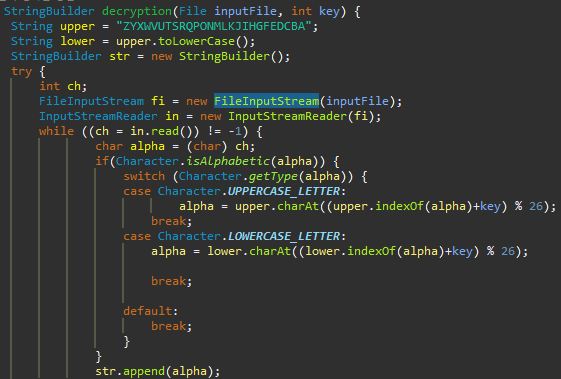 StringBuilder decryption(File inputFile, int key) {
String upper = "ZYXWVUTSRQPONMLKJIHGFEDCBA";
String lower = upper.toLowerCase();
StringBuilder str = new StringBuilder();
try {
int ch;
FileInputStream fi = new FileInputStream(inputFile);
InputStreamReader in = new InputStreamReader(fi);
while ((ch = in.read()) != -1) {
char alpha = (char) ch;
if(Character.isAlphabetic(alpha)) {
switch (Character.getType(alpha)) {
case Character.UPPERCASE_LETTER:
alpha = upper.charAt((upper.indexOf(alpha)+key) % 26);
break;
case Character.LOWERCASE_LETTER:
alpha = lower.charAt((lower.indexOf(alpha)+key) % 26);
break;
default:
break;
}
}
str.append(alpha);